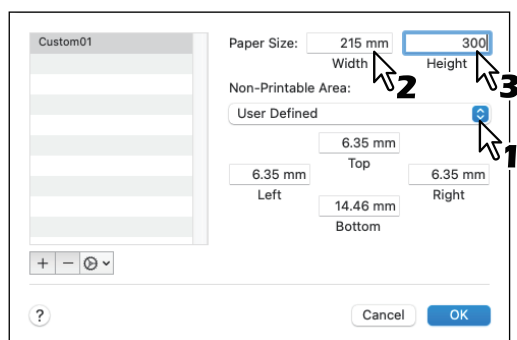 Custom01
Paper Size: 215 mm 300
Width Height
2 3
Non-Printable Area:
User Defined
1
6.35 mm
Top
6.35 mm 6.35 mm
Left Right
14.46 mm
Bottom
+ −
? Cancel OK